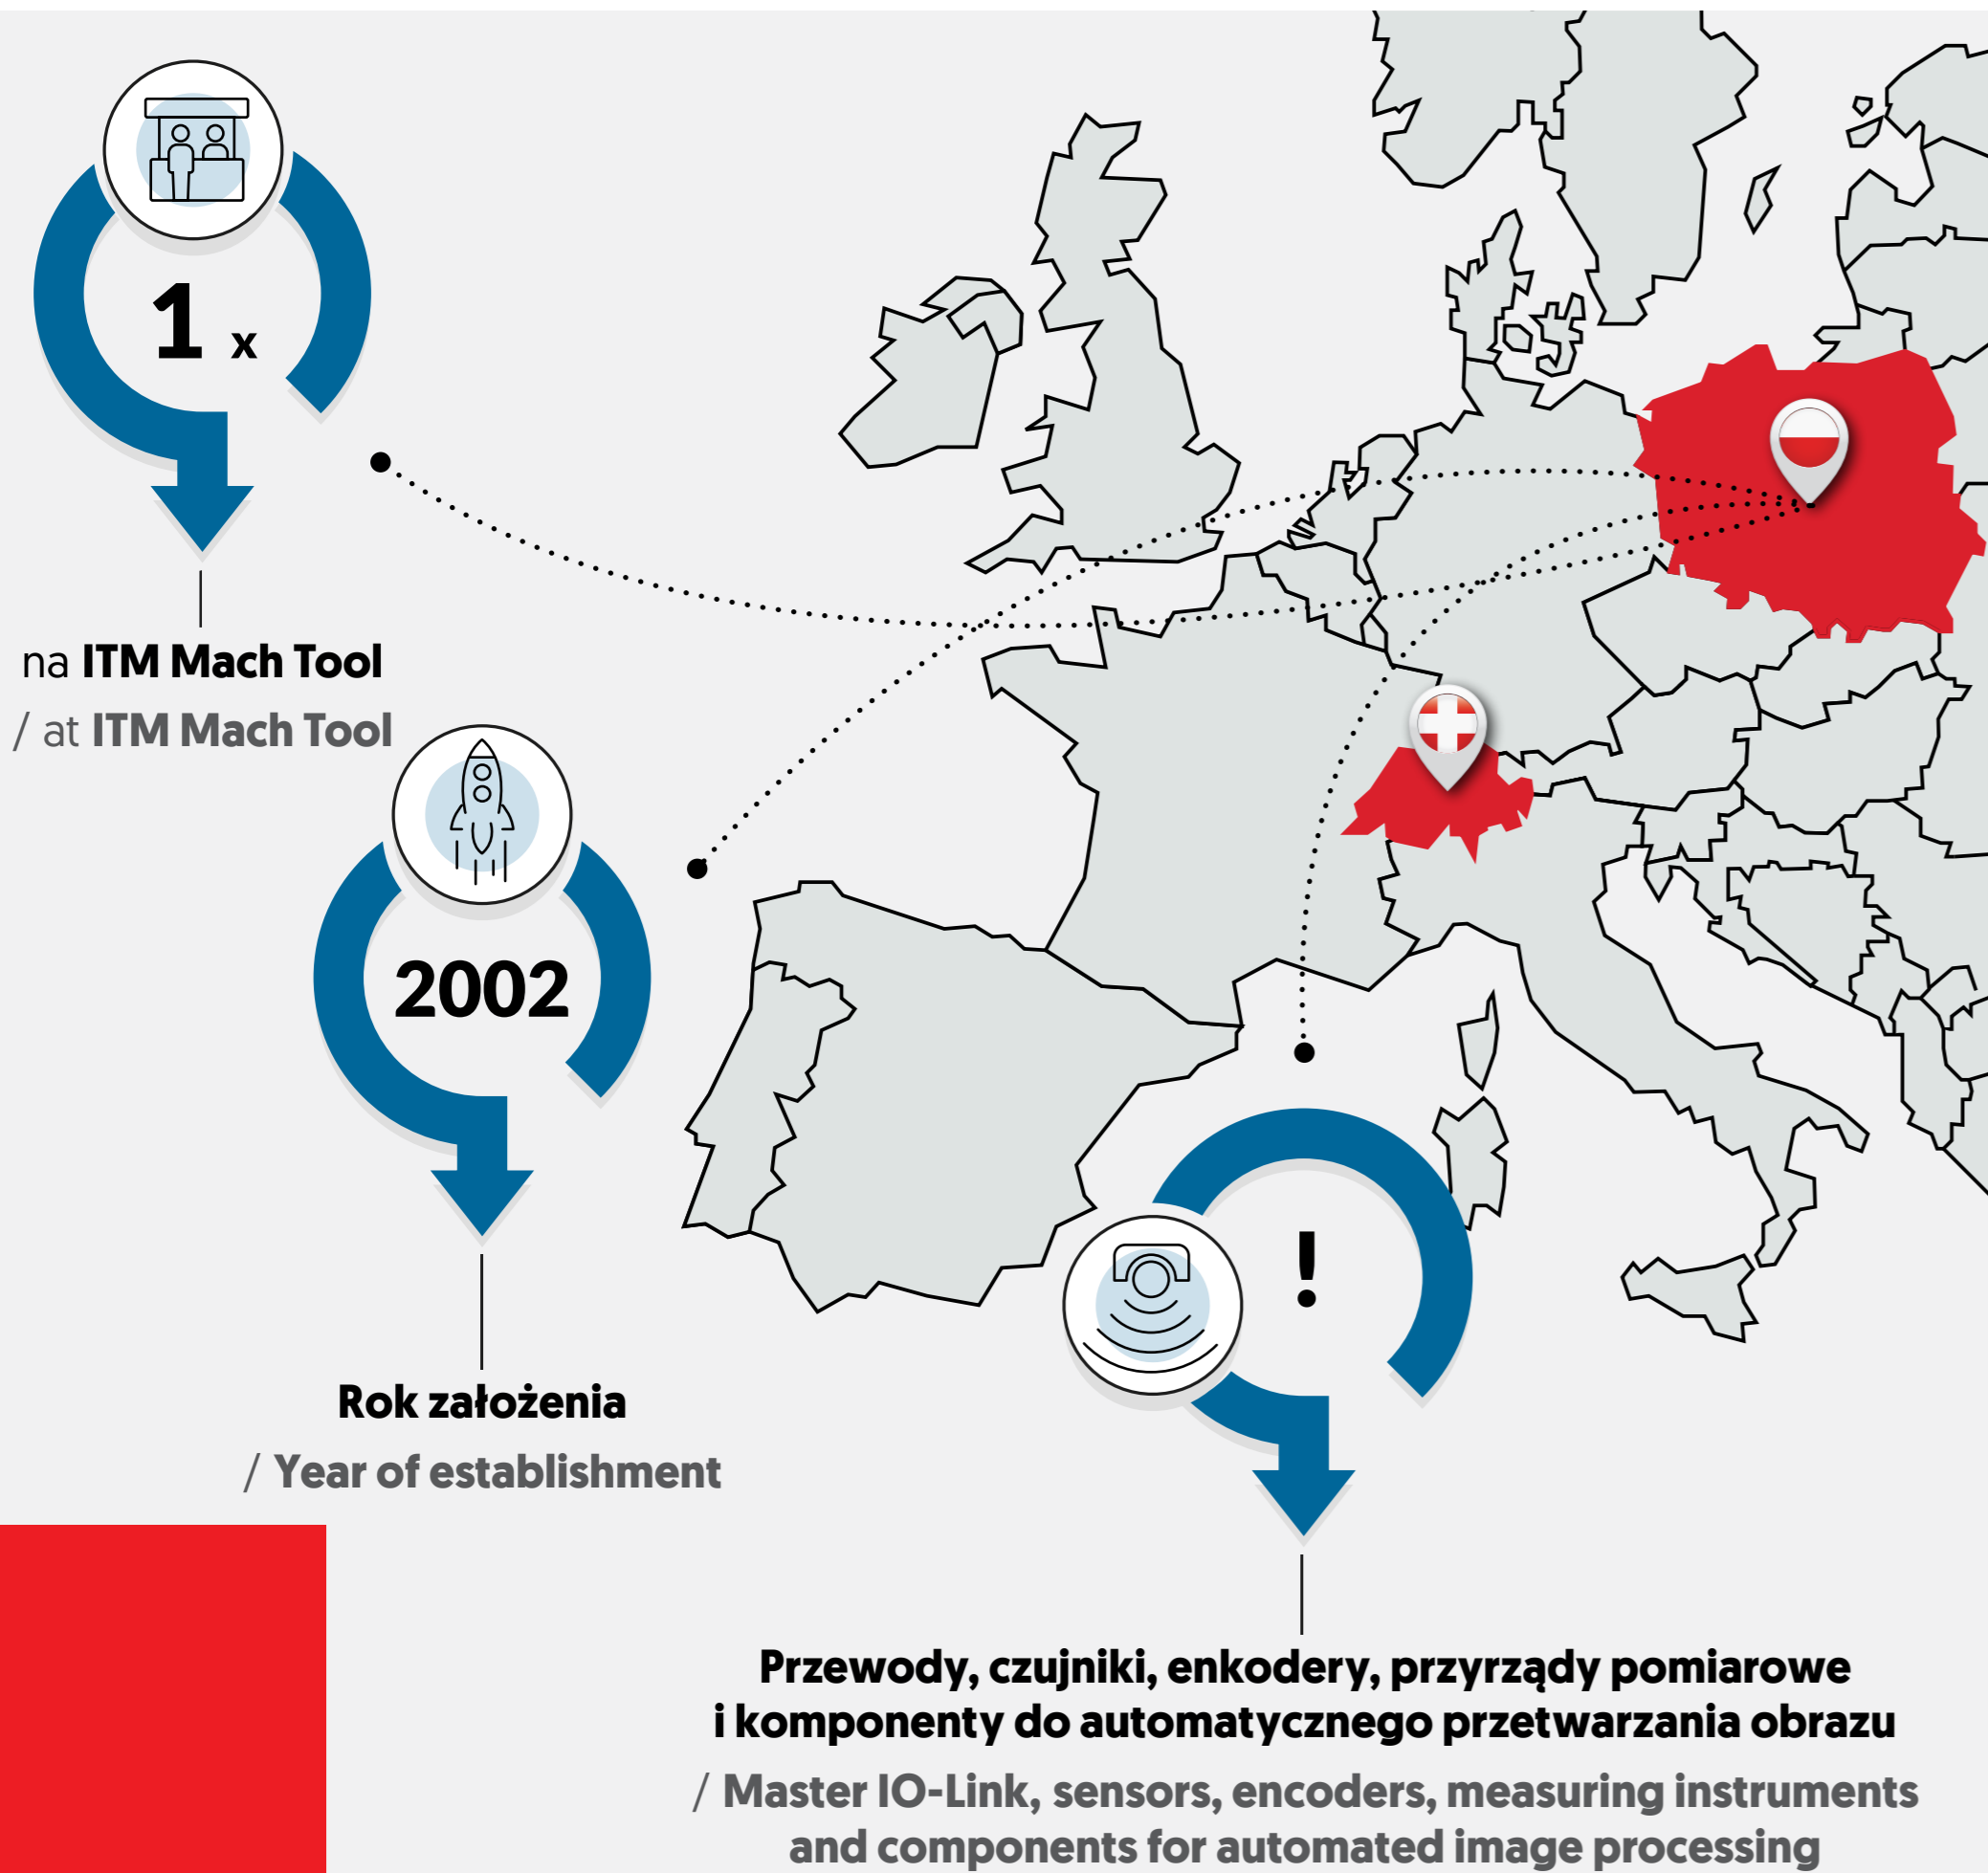 1 x
na ITM Mach Tool
/ at ITM Mach Tool
2002
Rok założenia
/ Year of establishment
!
Przewody, czujniki, enkodery, przyrządy pomiarowe
i komponenty do automatycznego przetwarzania obrazu
/ Master IO-Link, sensors, encoders, measuring instruments
and components for automated image processing